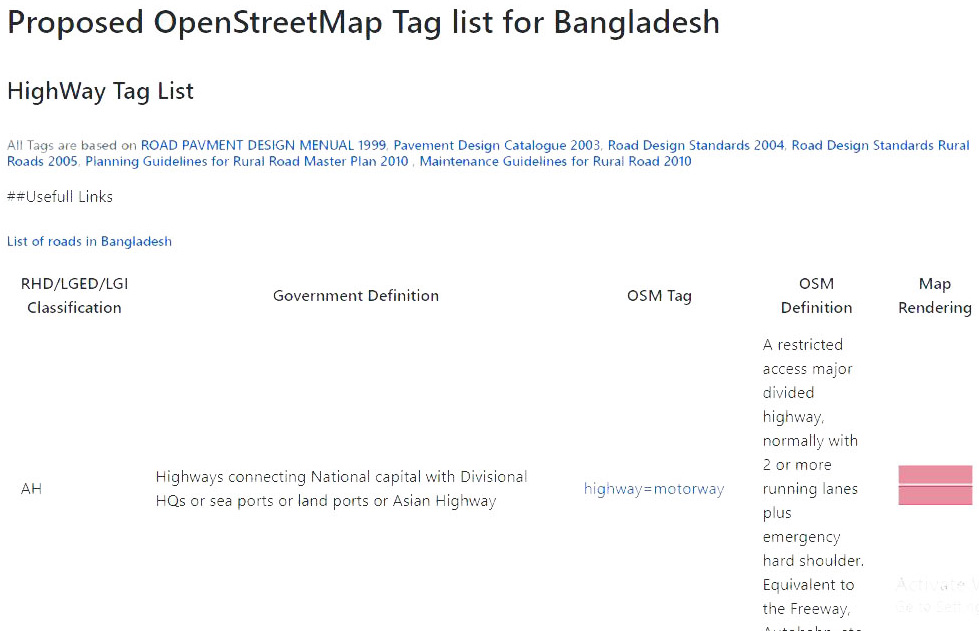 Proposed OpenStreetMap Tag list for Bangladesh
HighWay Tag List
All Tags are based on ROAD PAVMENT DESIGN MENUAL 1999, Pavement Design Catalogue 2003, Road Design Standards 2004, Road Design Standards Rural
Roads 2005, Planning Guidelines for Rural Road Master Plan 2010 , Maintenance Guidelines for Rural Road 2010
##Usefull Links
List of roads in Bangladesh
RHD/LGED/LGI
Classification
Government Definition
OSM Tag
OSM
Definition
Map
Rendering
AH
Highways connecting National capital with Divisional
HQs or sea ports or land ports or Asian Highway
highway=motorway
A restricted
access major
divided
highway,
normally with
2 or more
running lanes
plus
emergency
hard shoulder.
Equivalent to
the Freeway,
Activate
Go to